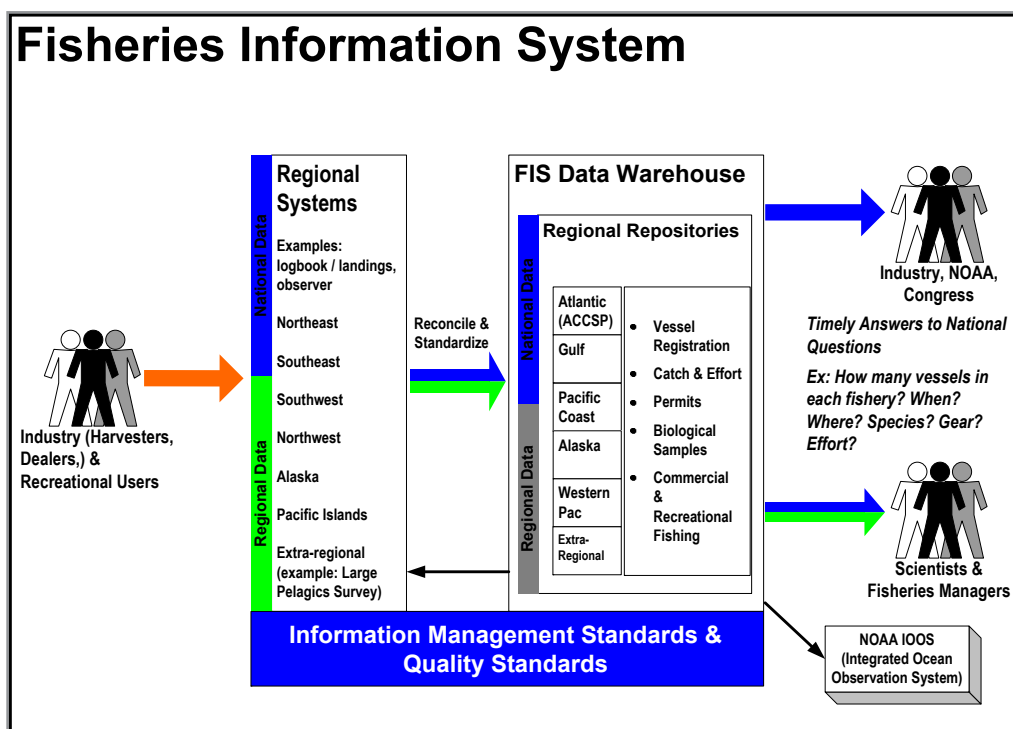 Fisheries Information System
Industry (Harvesters,
Dealers,) &
Recreational Users
National Data
Regional Data
Regional
Systems
Examples:
logbook / landings,
observer
Northeast
Southeast
Southwest
Northwest
Alaska
Pacific Islands
Extra-regional
(example: Large
Pelagics Survey)
Reconcile &
Standardize
FIS Data Warehouse
National Data
Regional Data
Regional Repositories
Atlantic
(ACCSP)
Gulf
Pacific
Coast
Alaska
Western
Pac
Extra-
Regional
• Vessel
Registration
• Catch & Effort
• Permits
• Biological
Samples
• Commercial
&
Recreational
Fishing
Information Management Standards &
Quality Standards
Industry, NOAA,
Congress
Timely Answers to National
Questions
Ex: How many vessels in
each fishery? When?
Where? Species? Gear?
Effort?
Scientists &
Fisheries Managers
NOAA IOOS
(Integrated Ocean
Observation System)